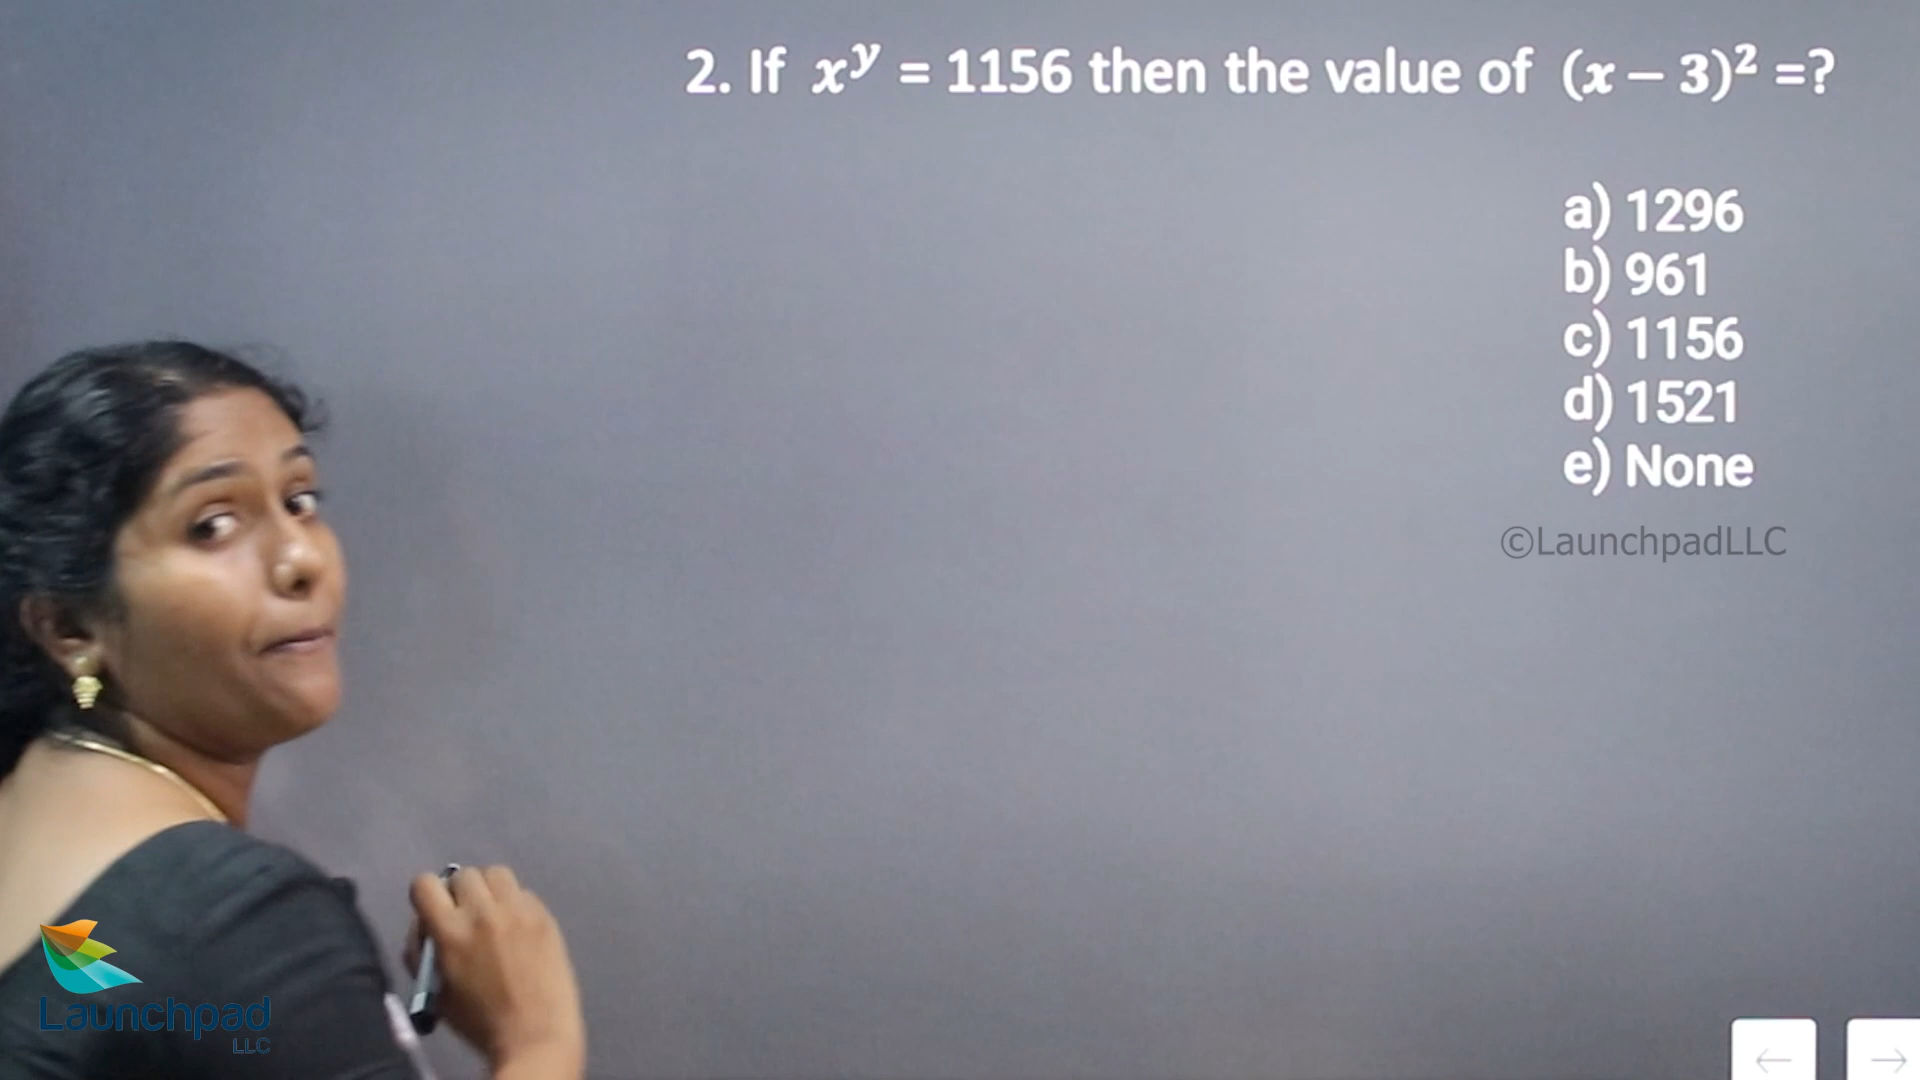 2. If x^y = 1156 then the value of (x – 3)² =?
a) 1296
b) 961
c) 1156
d) 1521
e) None
©LaunchpadLLC
Launchpad
LLC